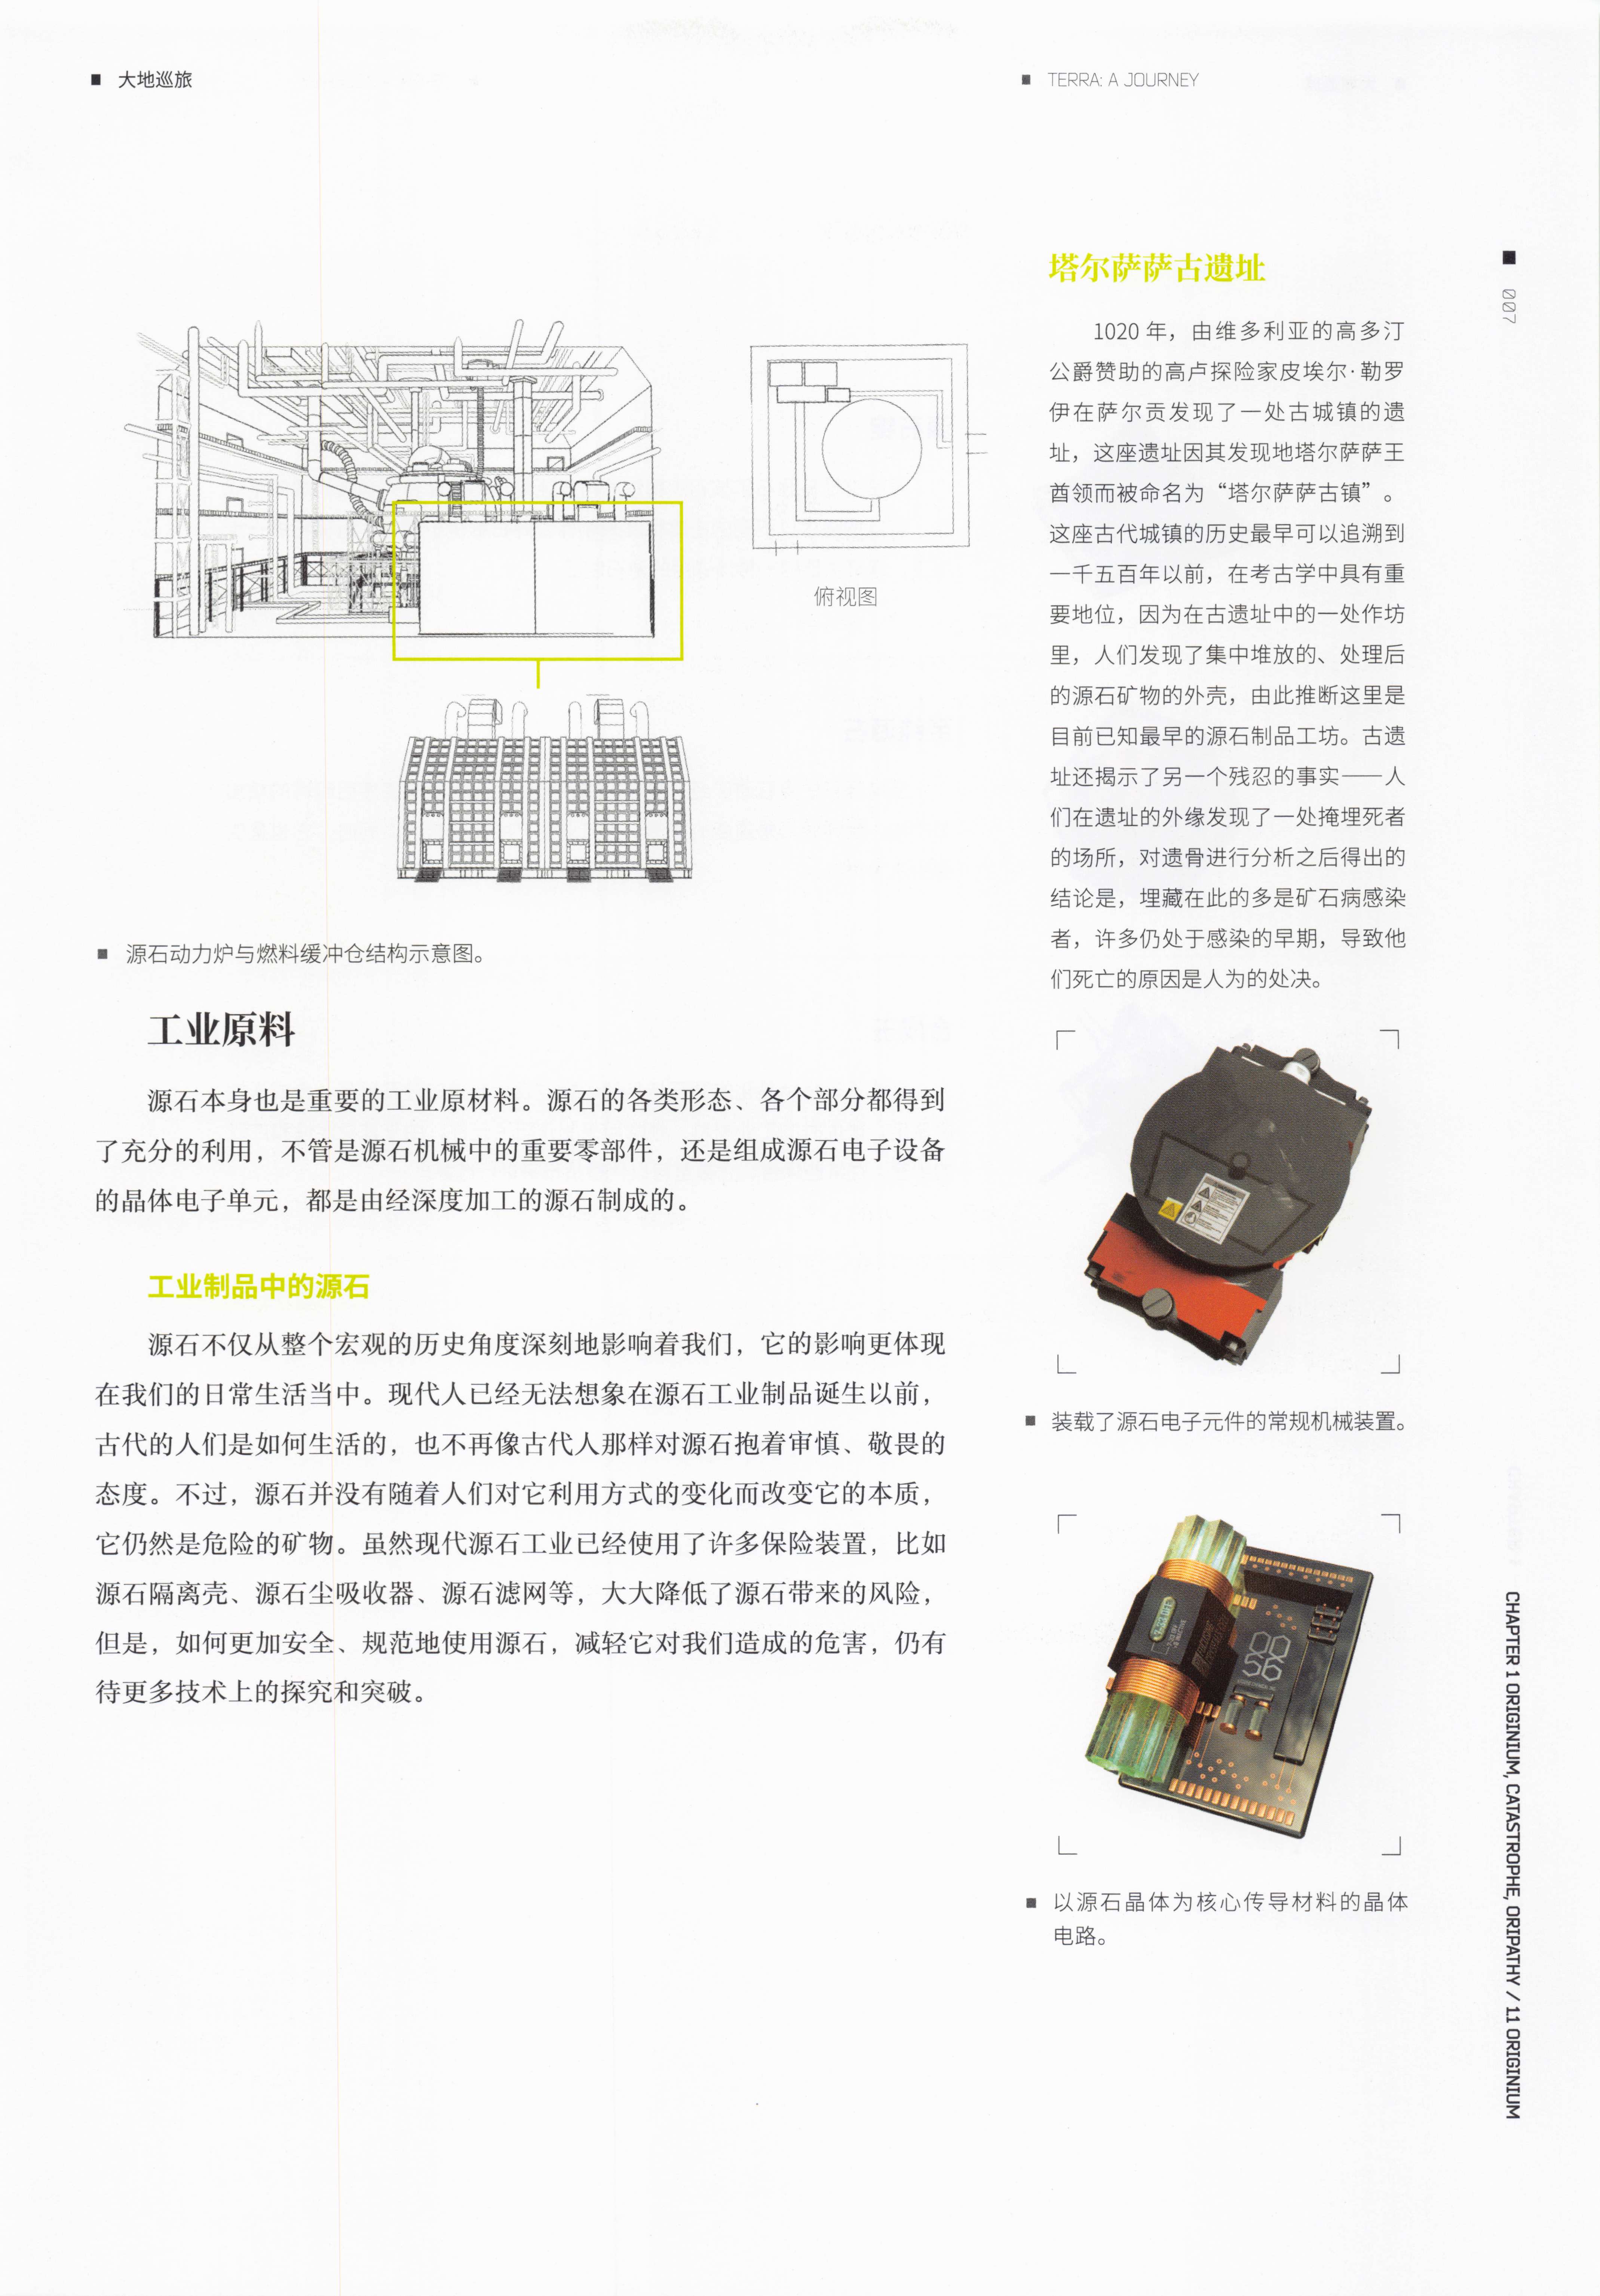 大地巡旅
TERRA: A JOURNEY
007
俯视图
源石动力炉与燃料缓冲仓结构示意图。
工业原料
源石本身也是重要的工业原材料。源石的各类形态、各个部分都得到
了充分的利用，不管是源石机械中的重要零部件，还是组成源石电子设备
的晶体电子单元，都是由经深度加工的源石制成的。
工业制品中的源石
源石不仅从整个宏观的历史角度深刻地影响着我们，它的影响更体现
在我们的日常生活当中。现代人已经无法想象在源石工业制品诞生以前，
古代的人们是如何生活的，也不再像古代人那样对源石抱着审慎、敬畏的
态度。不过，源石并没有随着人们对它利用方式的变化而改变它的本质，
它仍然是危险的矿物。虽然现代源石工业已经使用了许多保险装置，比如
源石隔离壳、源石尘吸收器、源石滤网等，大大降低了源石带来的风险，
但是，如何更加安全、规范地使用源石，减轻它对我们造成的危害，仍有
待更多技术上的探究和突破。
塔尔萨萨古遗址
1020 年，由维多利亚的高多汀
公爵赞助的高卢探险家皮埃尔·勒罗
伊在萨尔贡发现了一处古城镇的遗
址，这座遗址因其发现地塔尔萨萨王
酋领而被命名为“塔尔萨萨古镇”。
这座古代城镇的历史最早可以追溯到
一千五百年以前，在考古学中具有重
要地位，因为在古遗址中的一处作坊
里，人们发现了集中堆放的、处理后
的源石矿物的外壳，由此推断这里是
目前已知最早的源石制品工坊。古遗
址还揭示了另一个残忍的事实——人
们在遗址的外缘发现了一处掩埋死者
的场所，对遗骨进行分析之后得出的
结论是，埋藏在此的多是矿石病感染
者，许多仍处于感染的早期，导致他
们死亡的原因是人为的处决。
装载了源石电子元件的常规机械装置。
以源石晶体为核心传导材料的晶体
电路。
CHAPTER 1 ORIGINIUM, CATASTROPHE, ORIPATHY / 1.1 ORIGINIUM